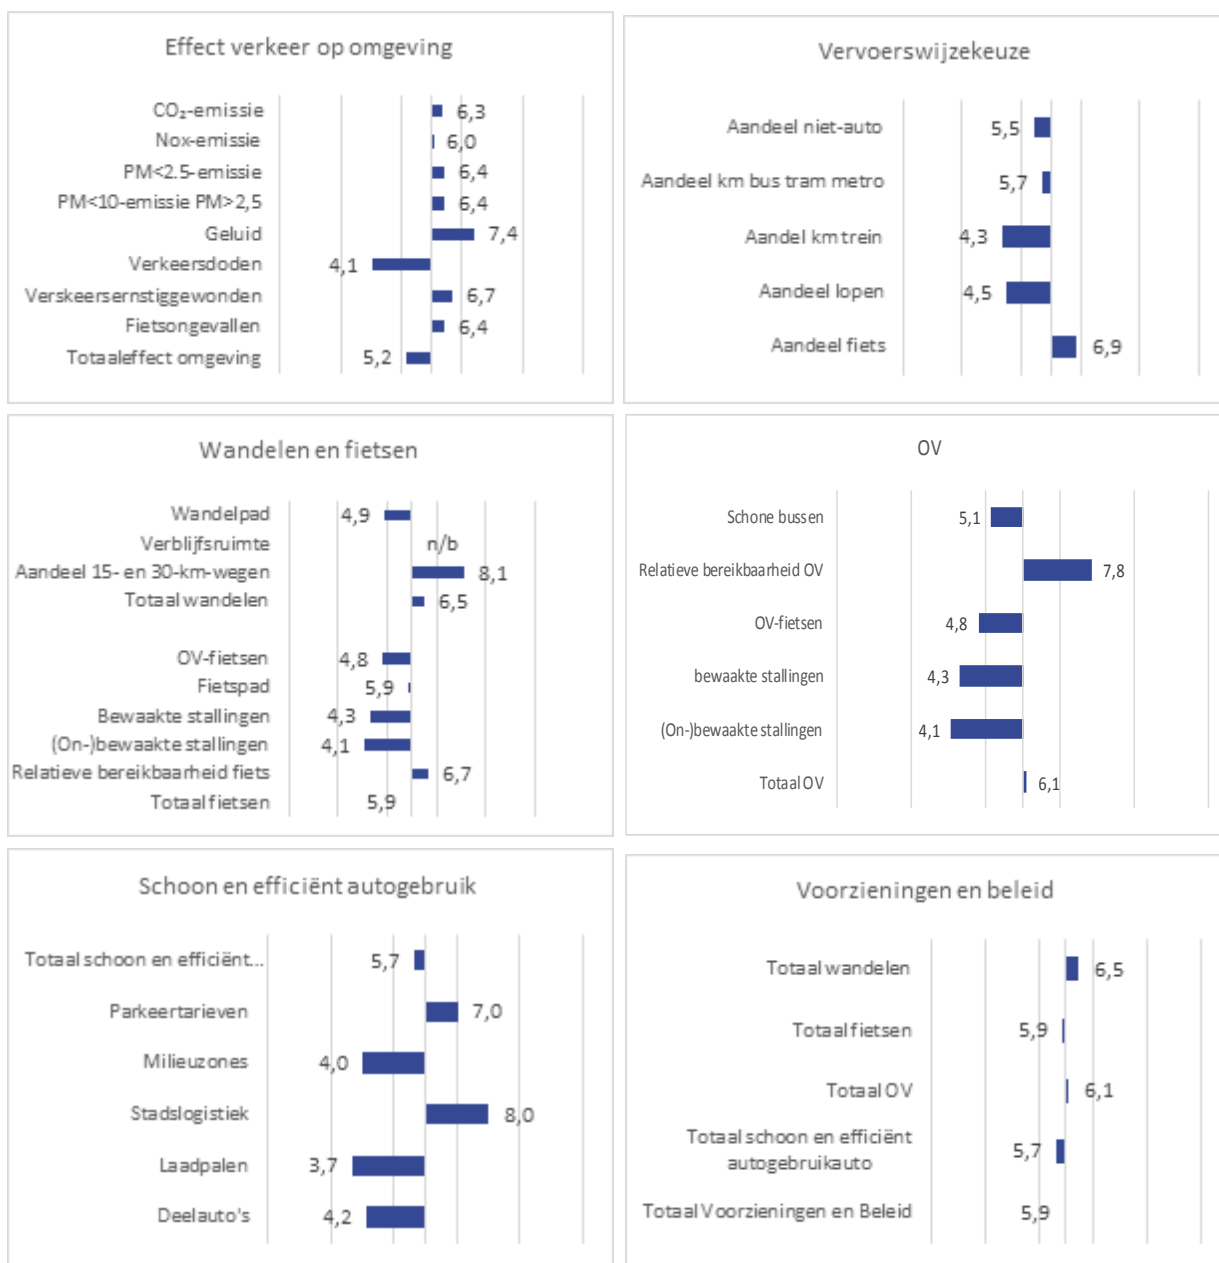 Effect verkeer op omgeving
CO₂-emissie 6,3
Nox-emissie 6,0
PM<2.5-emissie 6,4
PM<10-emissie PM>2,5 6,4
Geluid 7,4
Verkeersdoden 4,1
Verskeersernstiggewonden 6,7
Fietsongevallen 6,4
Totaaleffect omgeving 5,2
Vervoerswijzekeuze
Aandeel niet-auto 5,5
Aandeel km bus tram metro 5,7
Aandel km trein 4,3
Aandeel lopen 4,5
Aandeel fiets 6,9
Wandelen en fietsen
Wandelpad 4,9
Verblijfsruimte n/b
Aandeel 15- en 30-km-wegen 8,1
Totaal wandelen 6,5
OV-fietsen 4,8
Fietspad 5,9
Bewaakte stallingen 4,3
(On-)bewaakte stallingen 4,1
Relatieve bereikbaarheid fiets 6,7
Totaal fietsen 5,9
OV
Schone bussen 5,1
Relatieve bereikbaarheid OV 7,8
OV-fietsen 4,8
bewaakte stallingen 4,3
(On-)bewaakte stallingen 4,1
Totaal OV 6,1
Schoon en efficiënt autogebruik
Totaal schoon en efficiënt... 5,7
Parkeertarieven 7,0
Milieuzones 4,0
Stadslogistiek 8,0
Laadpalen 3,7
Deelauto's 4,2
Voorzieningen en beleid
Totaal wandelen 6,5
Totaal fietsen 5,9
Totaal OV 6,1
Totaal schoon en efficiënt
autogebruikauto 5,7
Totaal Voorzieningen en Beleid 5,9